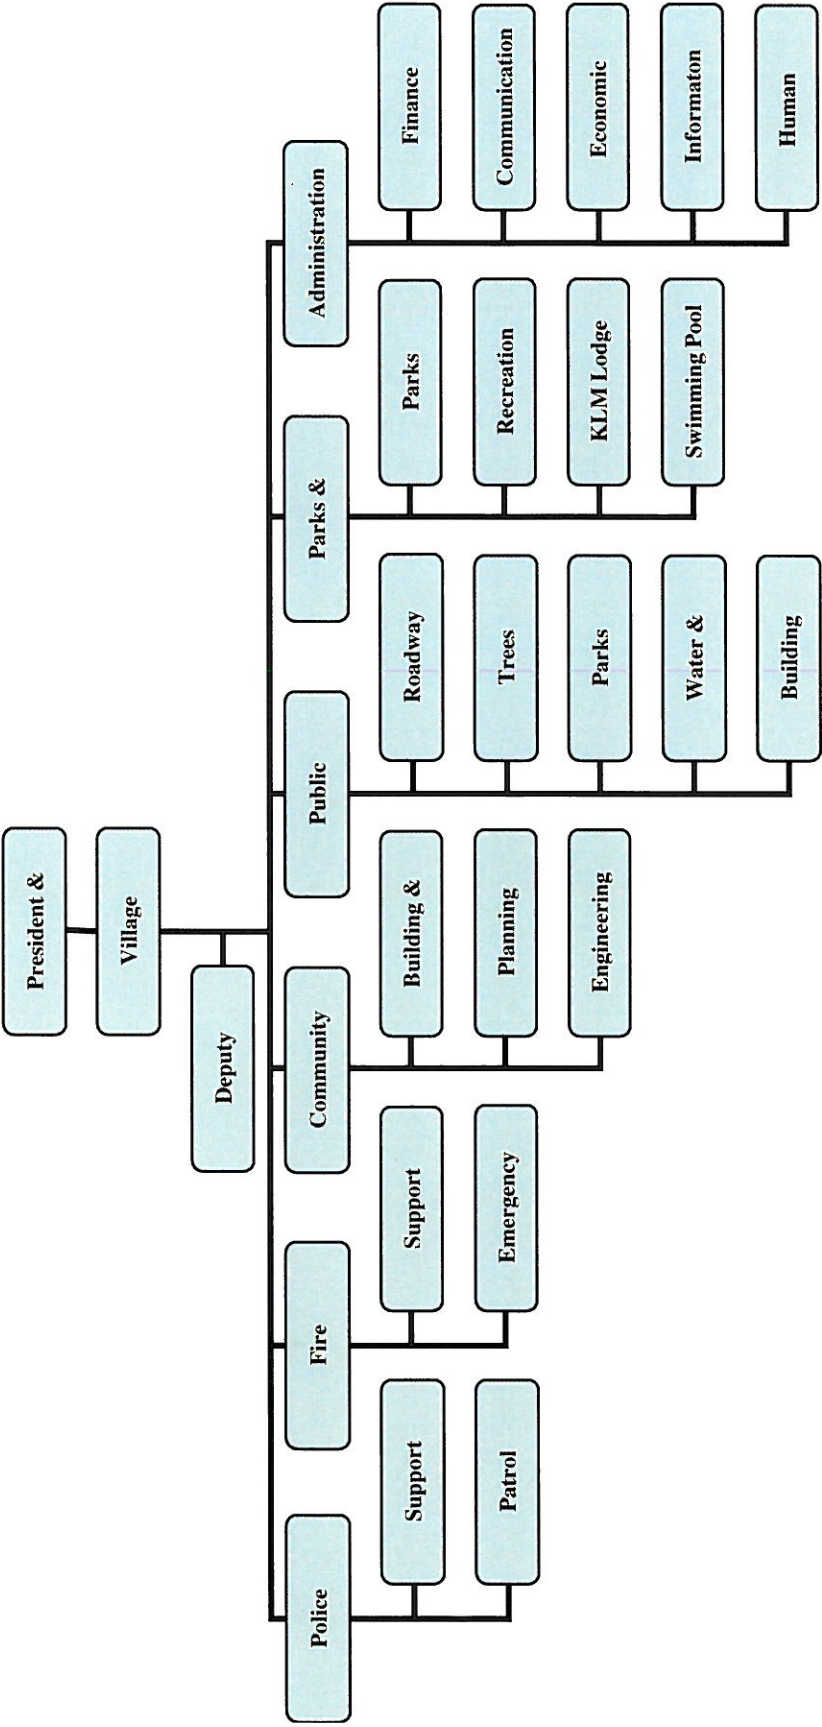 President &
Village
Deputy
Police
Support
Patrol
Fire
Support
Emergency
Community
Building &
Planning
Engineering
Public
Roadway
Trees
Parks
Water &
Building
Parks &
Parks
Recreation
KLM Lodge
Swimming Pool
Administration
Finance
Communication
Economic
Informaton
Human